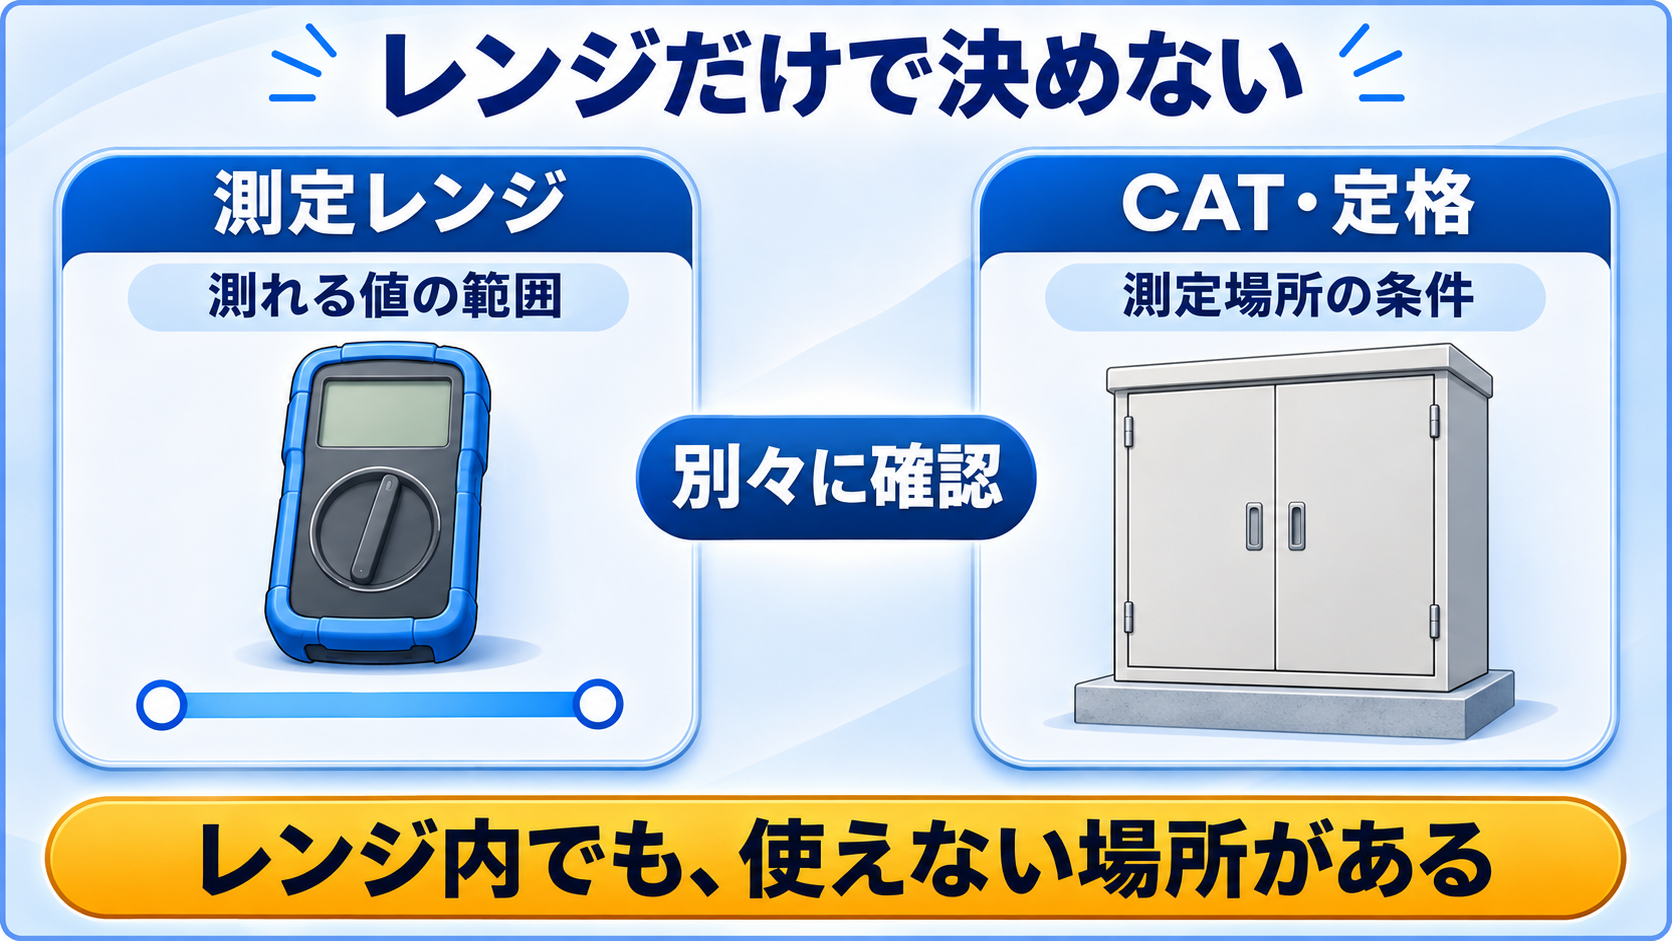 レンジだけで決めない
測定レンジ
測れる値の範囲
CAT・定格
測定場所の条件
別々に確認
レンジ内でも、使えない場所がある